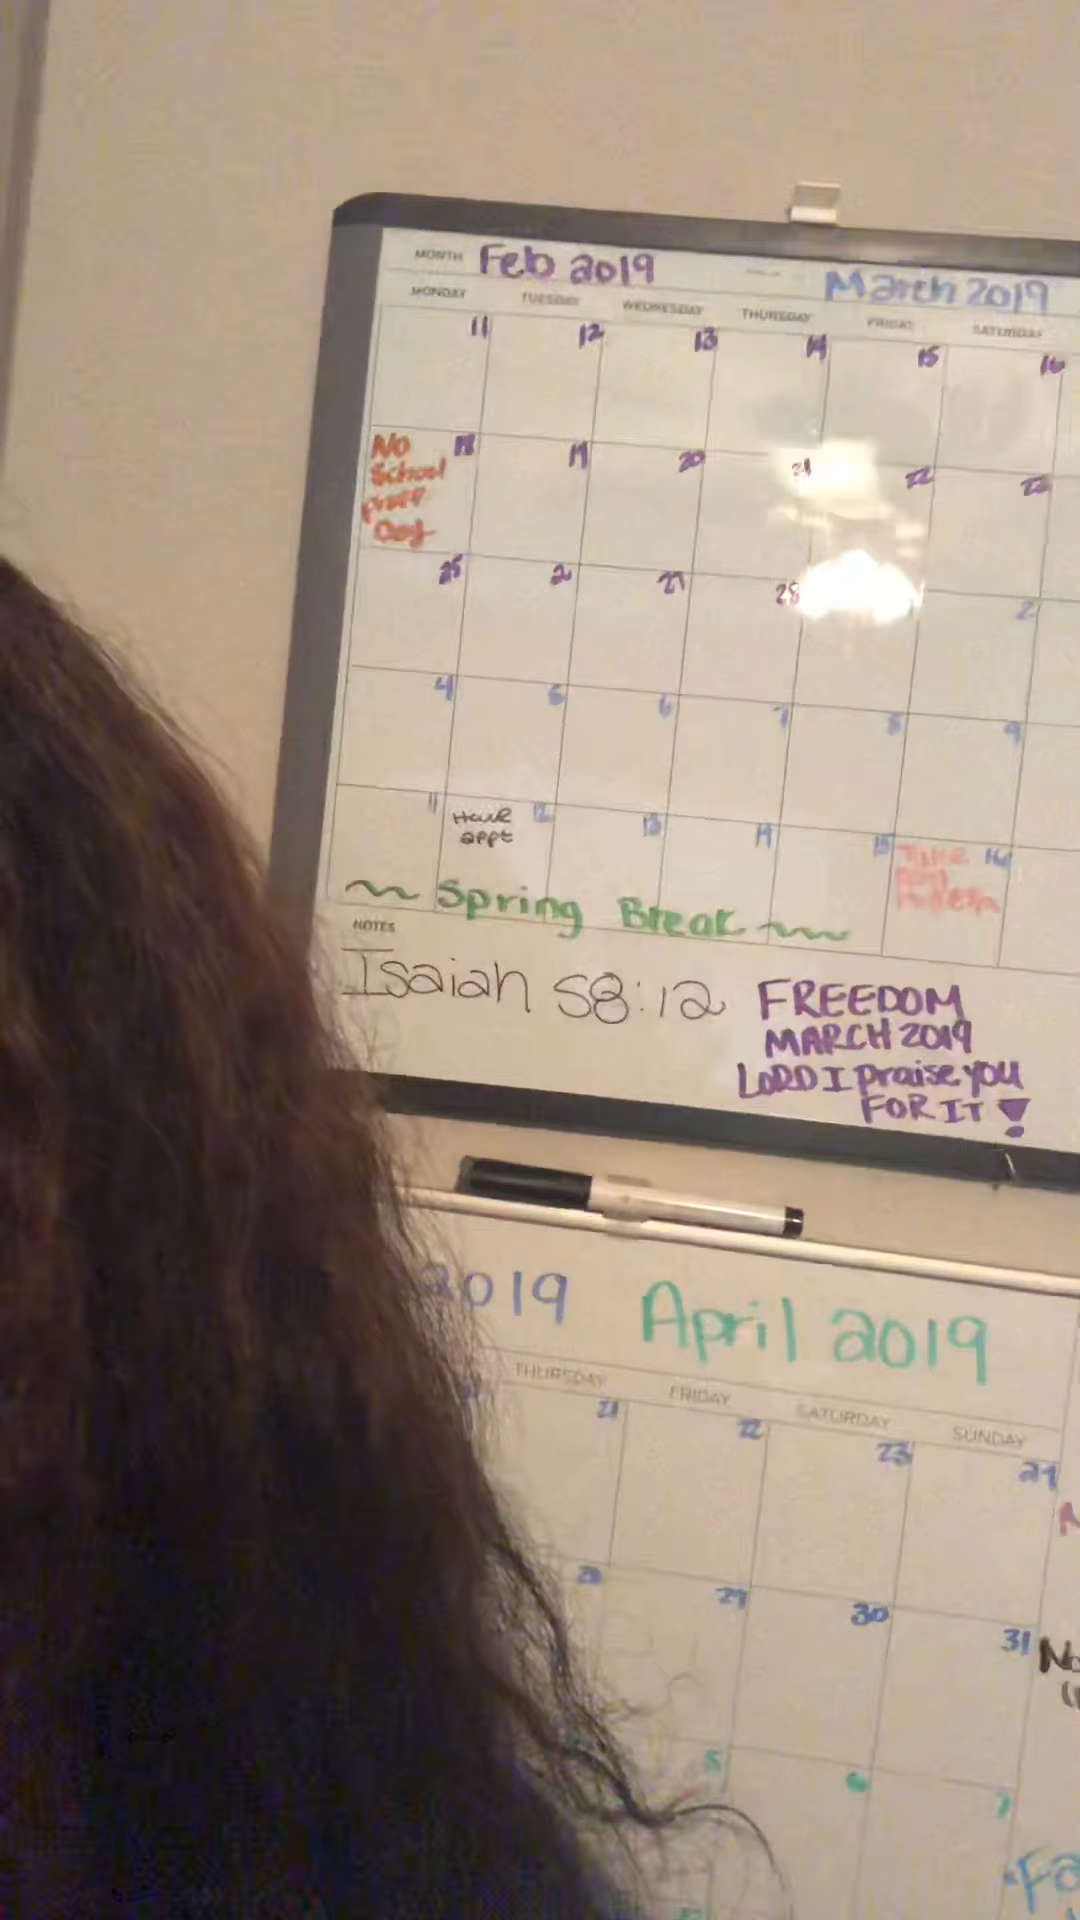 MONTH Feb 2019 March 2019
MONDAY TUESDAY WEDNESDAY THURSDAY FRIDAY SATURDAY
11 12 13 14 15 16
No 18 19 20 21 22 23
School
Day
25 2 27 28 2
4 5 6 7 8 9
11 Hair 12 13 14 15 16
appt
~ Spring Break ~
NOTES
Isaiah 58:12 FREEDOM
MARCH 2019
LORD I praise you
FOR IT!
2019 April 2019
THURSDAY FRIDAY SATURDAY SUNDAY
21 22 23 24
28 29 30 31
5 6 7